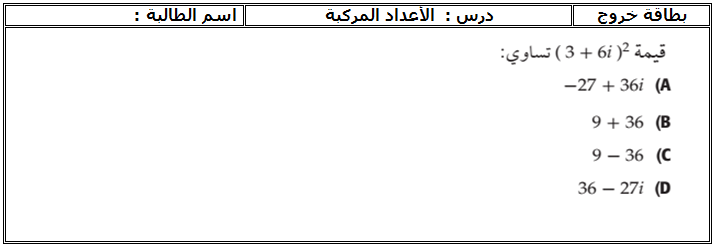 بطاقة خروج درس : الأعداد المركبة اسم الطالبة :
قيمة (3 + 6i)² تساوي:
A) −27 + 36i
B) 9 + 36
C) 9 − 36
D) 36 − 27i